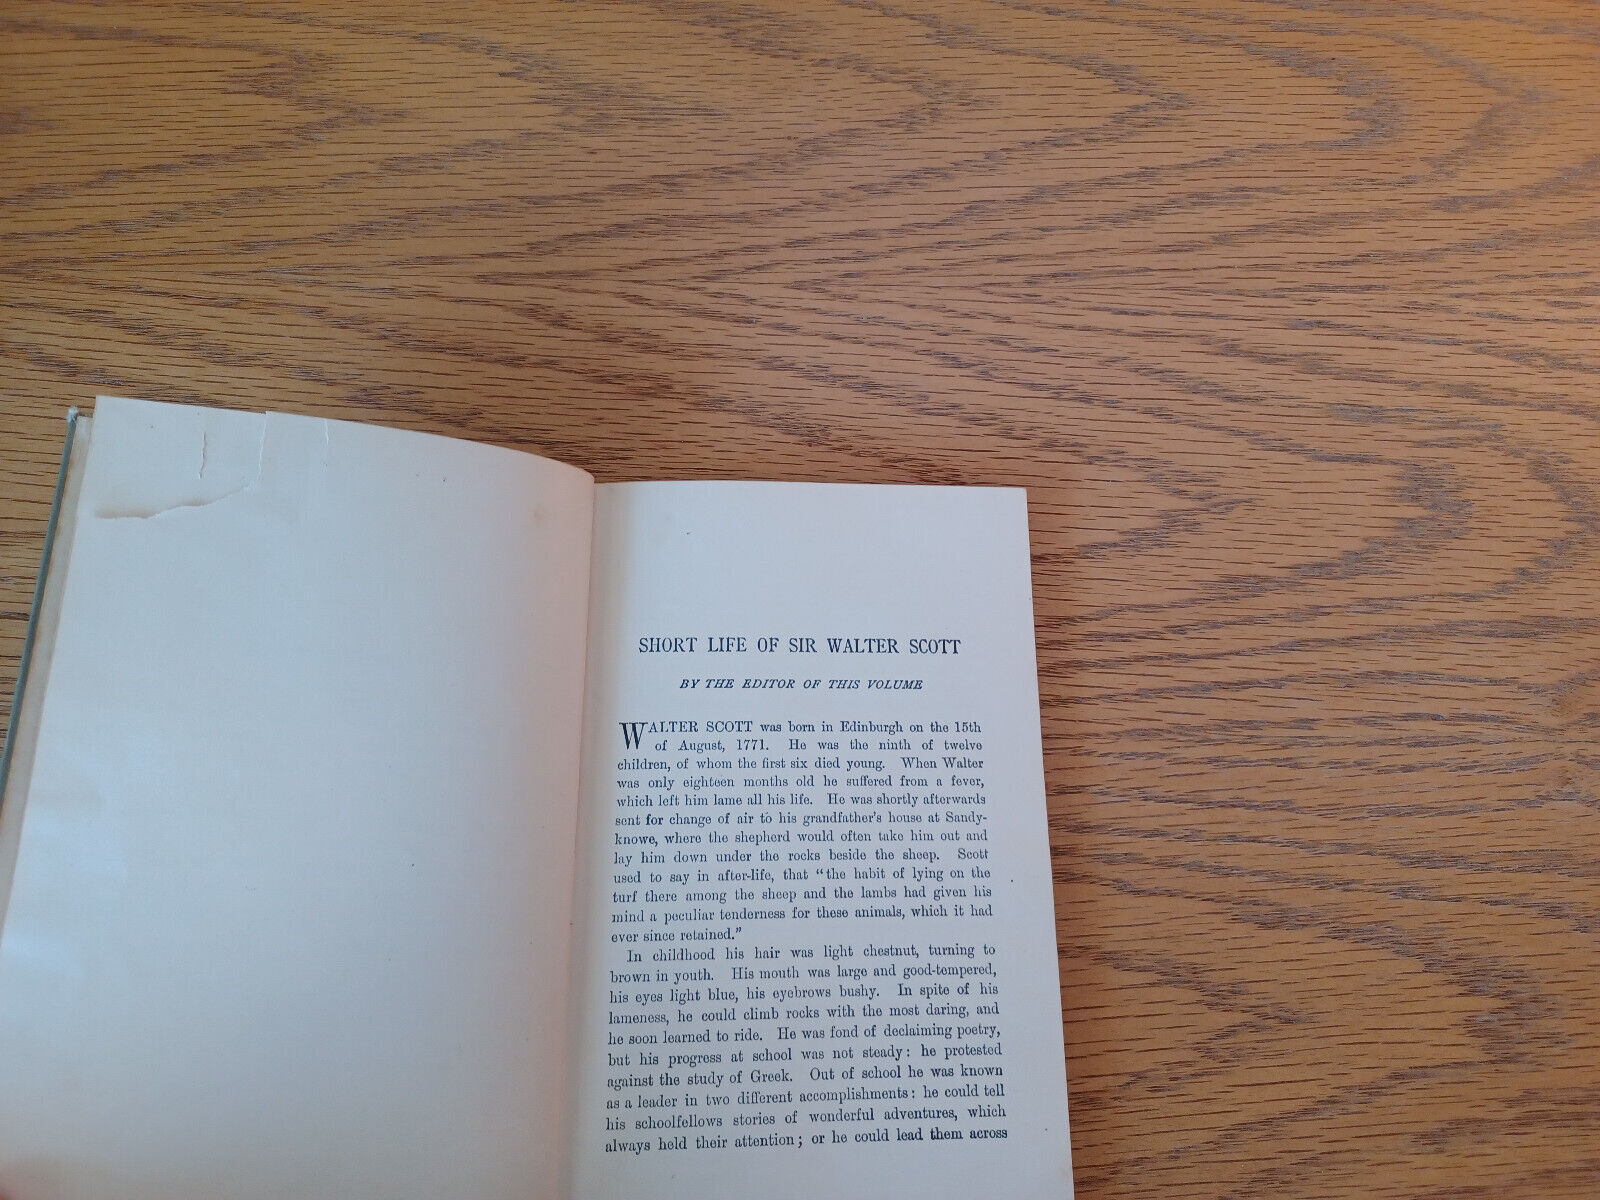 SHORT LIFE OF SIR WALTER SCOTT
BY THE EDITOR OF THIS VOLUME
WALTER SCOTT was born in Edinburgh on the 15th
of August, 1771. He was the ninth of twelve
children, of whom the first six died young. When Walter
was only eighteen months old he suffered from a fever,
which left him lame all his life. He was shortly afterwards
sent for change of air to his grandfather's house at Sandy-
knowe, where the shepherd would often take him out and
lay him down under the rocks beside the sheep. Scott
used to say in after-life, that "the habit of lying on the
turf there among the sheep and the lambs had given his
mind a peculiar tenderness for these animals, which it had
ever since retained."
In childhood his hair was light chestnut, turning to
brown in youth. His mouth was large and good-tempered,
his eyes light blue, his eyebrows bushy. In spite of his
lameness, he could climb rocks with the most daring, and
he soon learned to ride. He was fond of declaiming poetry,
but his progress at school was not steady: he protested
against the study of Greek. Out of school he was known
as a leader in two different accomplishments: he could tell
his schoolfellows stories of wonderful adventures, which
always held their attention; or he could lead them across